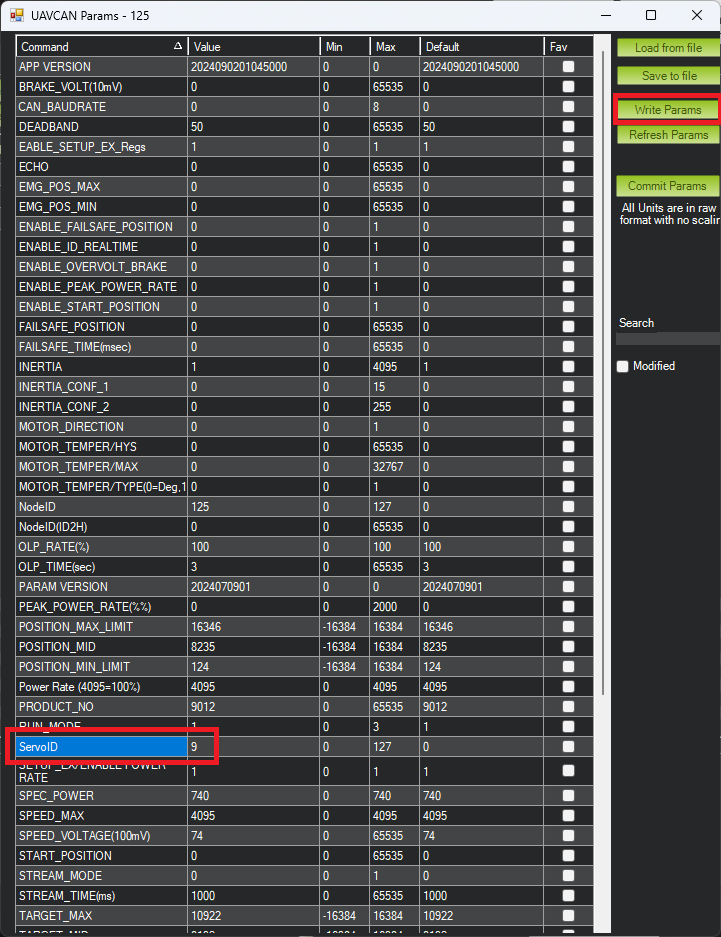 UAVCAN Params - 125
Command Value Min Max Default Fav
APP VERSION 2024090201045000 0 0 2024090201045000
BRAKE_VOLT(10mV) 0 0 65535 0
CAN_BAUDRATE 0 0 8 0
DEADBAND 50 0 65535 50
EABLE_SETUP_EX_Regs 1 0 1 1
ECHO 0 0 65535 0
EMG_POS_MAX 0 0 65535 0
EMG_POS_MIN 0 0 65535 0
ENABLE_FAILSAFE_POSITION 0 0 1 0
ENABLE_ID_REALTIME 0 0 1 0
ENABLE_OVERVOLT_BRAKE 0 0 1 0
ENABLE_PEAK_POWER_RATE 0 0 1 0
ENABLE_START_POSITION 0 0 1 0
FAILSAFE_POSITION 0 0 65535 0
FAILSAFE_TIME(msec) 0 0 65535 0
INERTIA 1 0 4095 1
INERTIA_CONF_1 0 0 15 0
INERTIA_CONF_2 0 0 255 0
MOTOR_DIRECTION 0 0 1 0
MOTOR_TEMPER/HYS 0 0 65535 0
MOTOR_TEMPER/MAX 0 0 32767 0
MOTOR_TEMPER/TYPE(0=Deg,1 0 0 1 0
NodeID 125 0 127 0
NodeID(ID2H) 0 0 65535 0
OLP_RATE(%) 100 0 100 100
OLP_TIME(sec) 3 0 65535 3
PARAM VERSION 2024070901 0 0 2024070901
PEAK_POWER_RATE(%%) 0 0 2000 0
POSITION_MAX_LIMIT 16346 -16384 16384 16346
POSITION_MID 8235 -16384 16384 8235
POSITION_MIN_LIMIT 124 -16384 16384 124
Power Rate (4095=100%) 4095 0 4095 4095
PRODUCT_NO 9012 0 65535 9012
RUN_MODE 1 0 3 1
ServoID 9 0 127 0
SETUP_EX/ENABLE POWER
RATE 1 0 1 1
SPEC_POWER 740 0 740 740
SPEED_MAX 4095 0 4095 4095
SPEED_VOLTAGE(100mV) 74 0 65535 74
START_POSITION 0 0 65535 0
STREAM_MODE 0 0 1 0
STREAM_TIME(ms) 1000 0 65535 1000
TARGET_MAX 10922 -16384 16384 10922
Load from file
Save to file
Write Params
Refresh Params
Commit Params
All Units are in raw
format with no scalin
Search
Modified